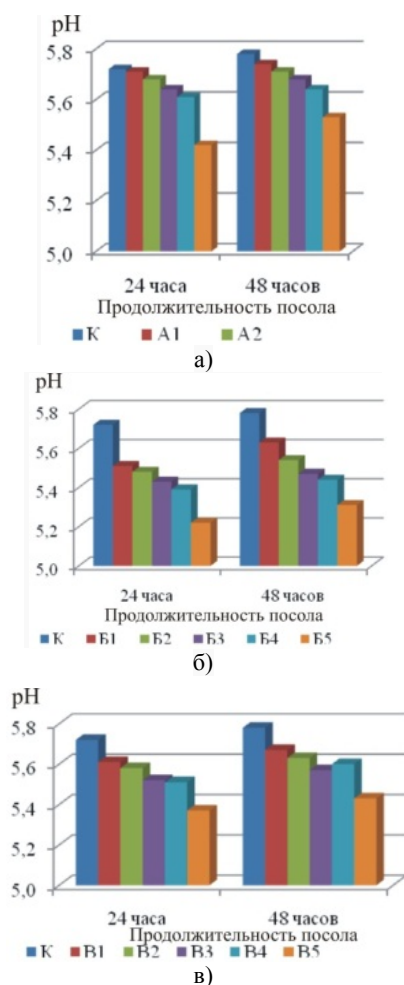 pH
5,8
5,6
5,4
5,2
5,0
24 часа 48 часов
Продолжительность посола
К А1 А2
а)
pH
5,8
5,6
5,4
5,2
5,0
24 часа 48 часов
Продолжительность посола
К Б1 Б2 Б3 Б4 Б5
б)
pH
5,8
5,6
5,4
5,2
5,0
24 часа 48 часов
Продолжительность посола
К В1 В2 В3 В4 В5
в)